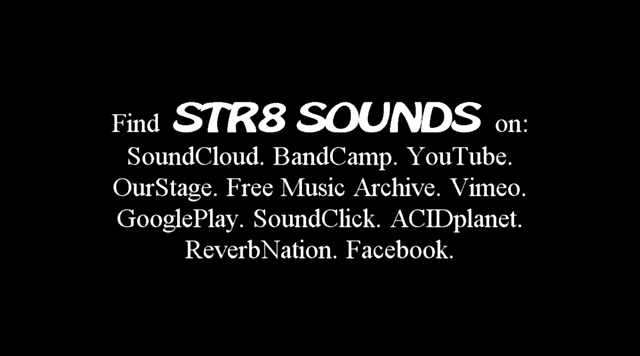 Find STR8 SOUNDS on:
SoundCloud. BandCamp. YouTube.
OurStage. Free Music Archive. Vimeo.
GooglePlay. SoundClick. ACIDplanet.
ReverbNation. Facebook.